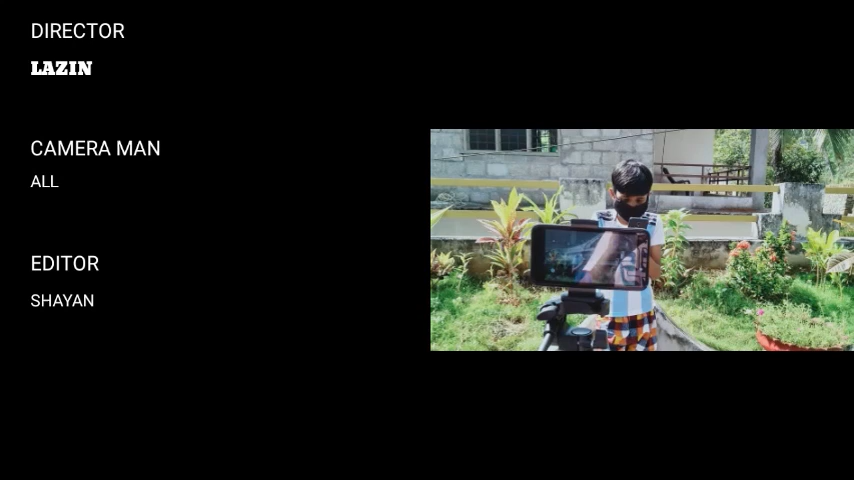 DIRECTOR
LAZIN
CAMERA MAN
ALL
EDITOR
SHAYAN